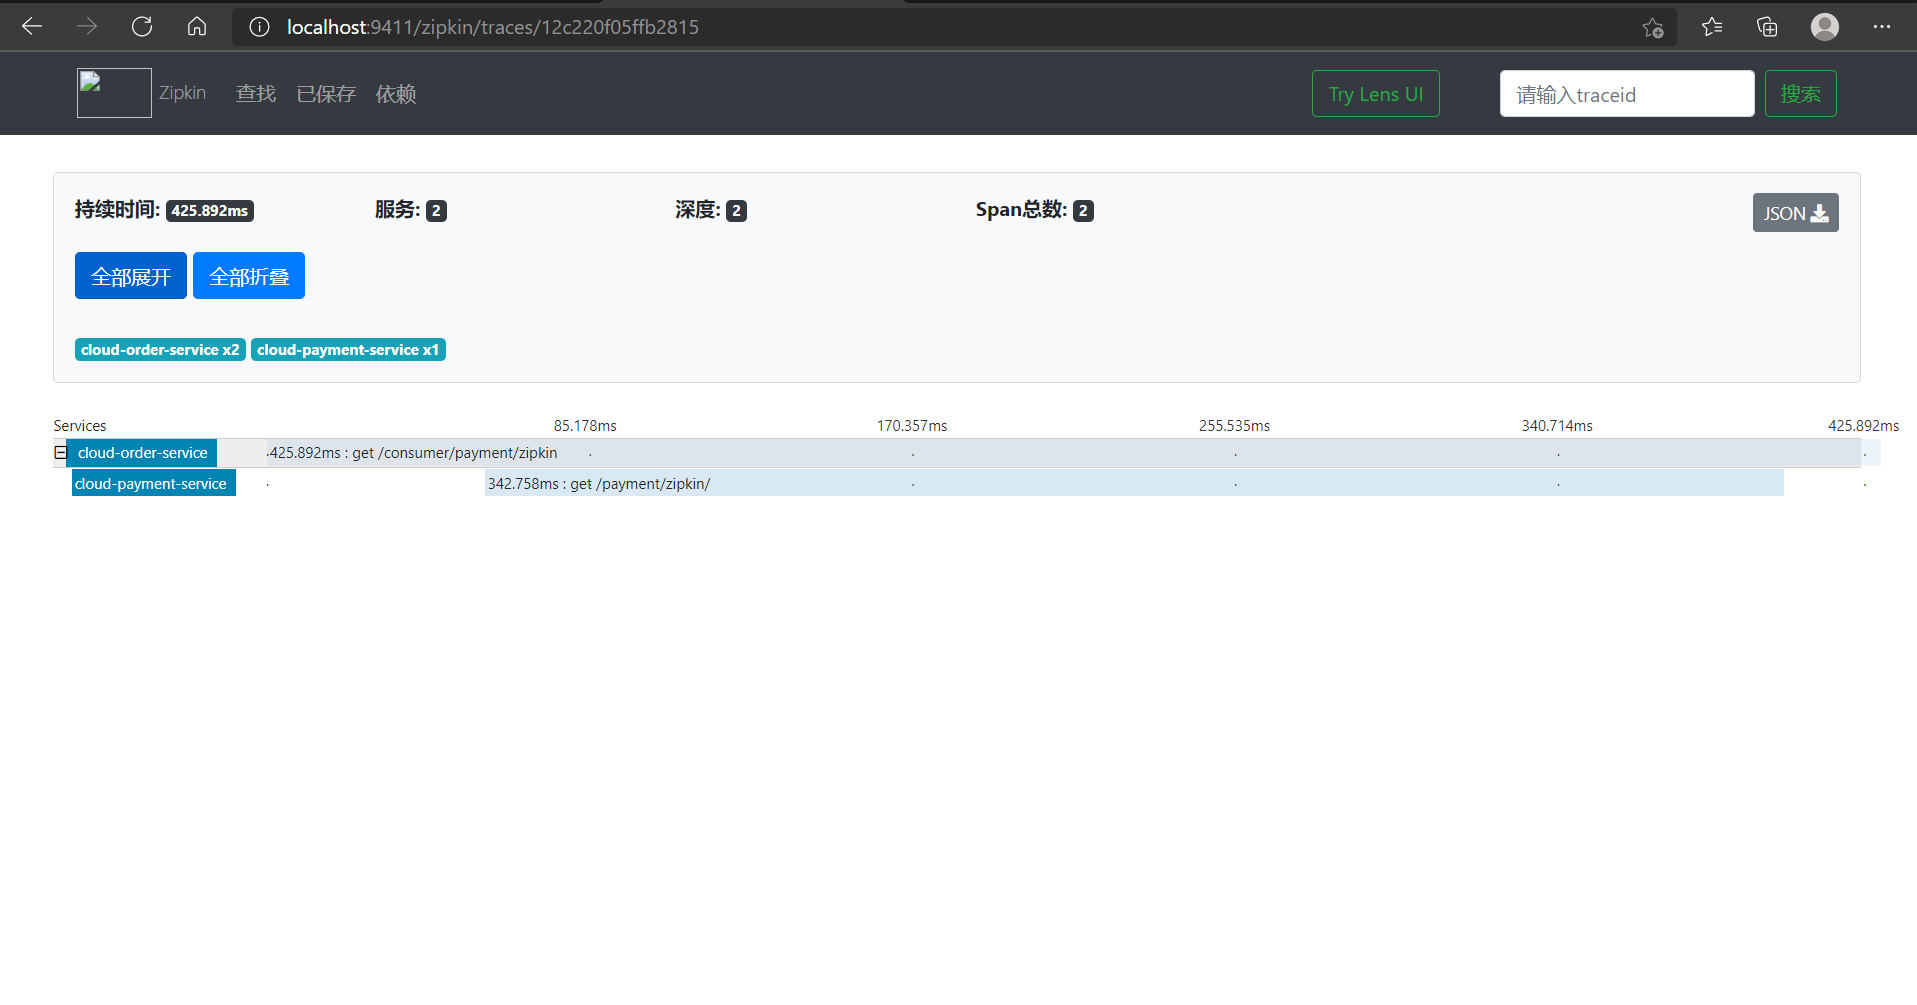 localhost:9411/zipkin/traces/12c220f05ffb2815
Zipkin 查找 已保存 依赖 Try Lens UI 请输入traceid 搜索
持续时间: 425.892ms 服务: 2 深度: 2 Span总数: 2 JSON
全部展开 全部折叠
cloud-order-service x2 cloud-payment-service x1
Services 85.178ms 170.357ms 255.535ms 340.714ms 425.892ms
cloud-order-service 425.892ms : get /consumer/payment/zipkin
cloud-payment-service 342.758ms : get /payment/zipkin/